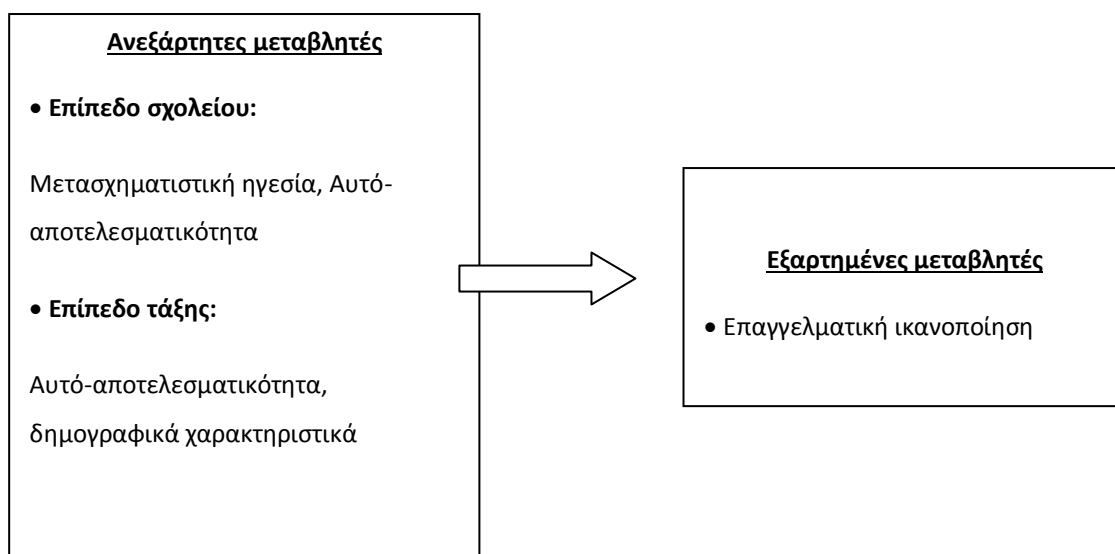 Ανεξάρτητες μεταβλητές
• Επίπεδο σχολείου:
Μετασχηματιστική ηγεσία, Αυτό-
αποτελεσματικότητα
• Επίπεδο τάξης:
Αυτό-αποτελεσματικότητα,
δημογραφικά χαρακτηριστικά
Εξαρτημένες μεταβλητές
• Επαγγελματική ικανοποίηση